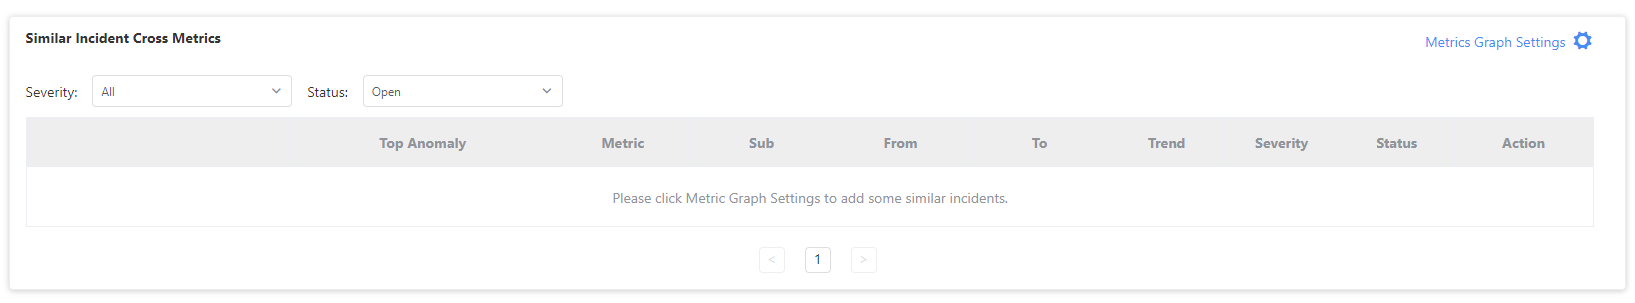 Similar Incident Cross Metrics
Metrics Graph Settings
Severity: All Status: Open
Top Anomaly Metric Sub From To Trend Severity Status Action
Please click Metric Graph Settings to add some similar incidents.
< 1 >